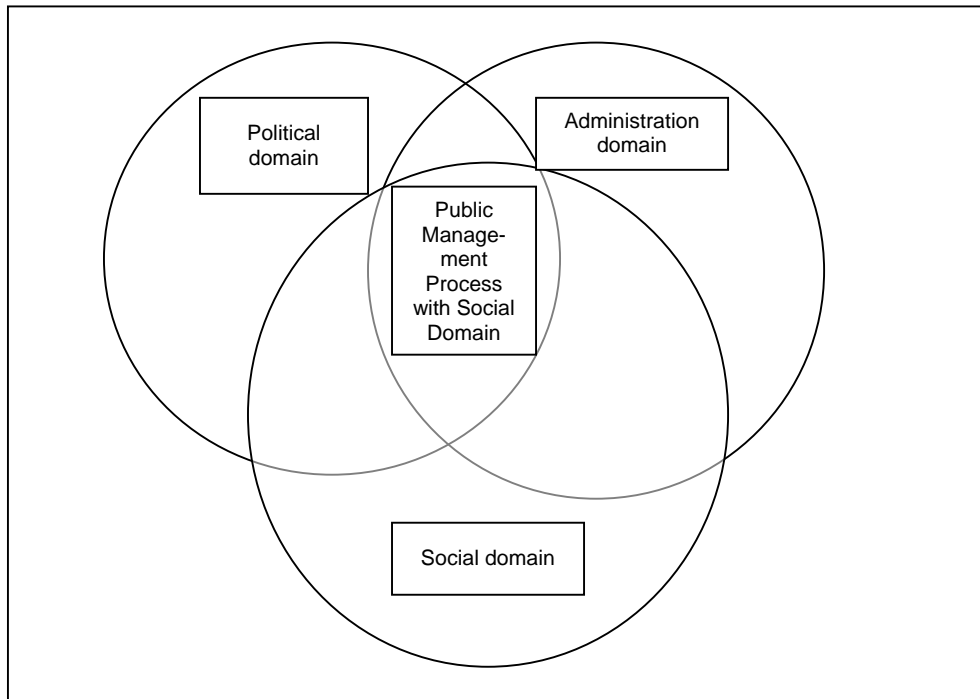 Political
domain
Administration
domain
Public
Manage-
ment
Process
with Social
Domain
Social domain